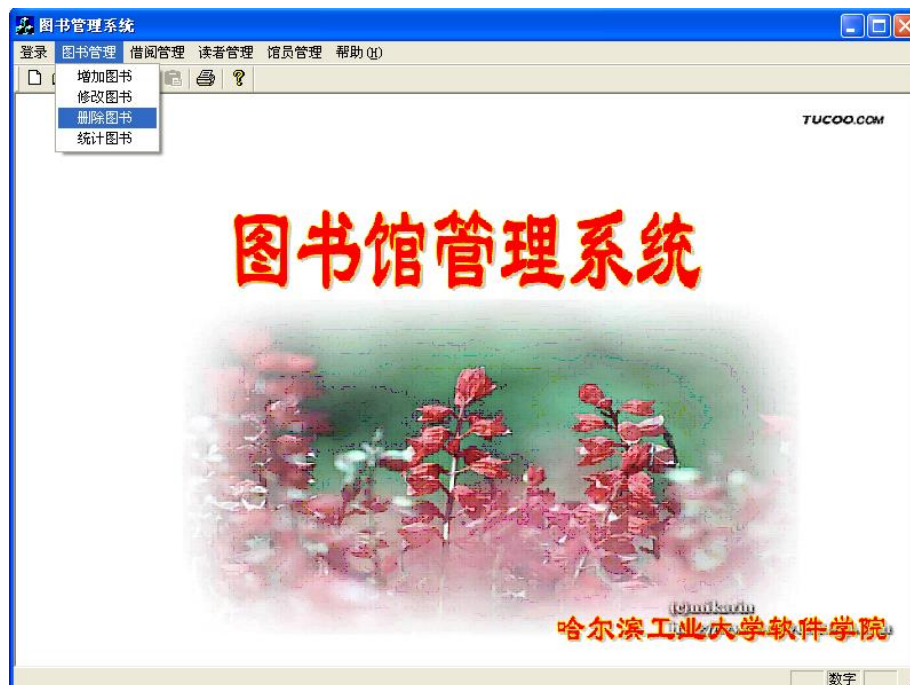 图书管理系统
登录 图书管理 借阅管理 读者管理 馆员管理 帮助(H)
增加图书
修改图书
删除图书
统计图书
TUCOO.COM
图书馆管理系统
(c)mikarin
哈尔滨工业大学软件学院
数字